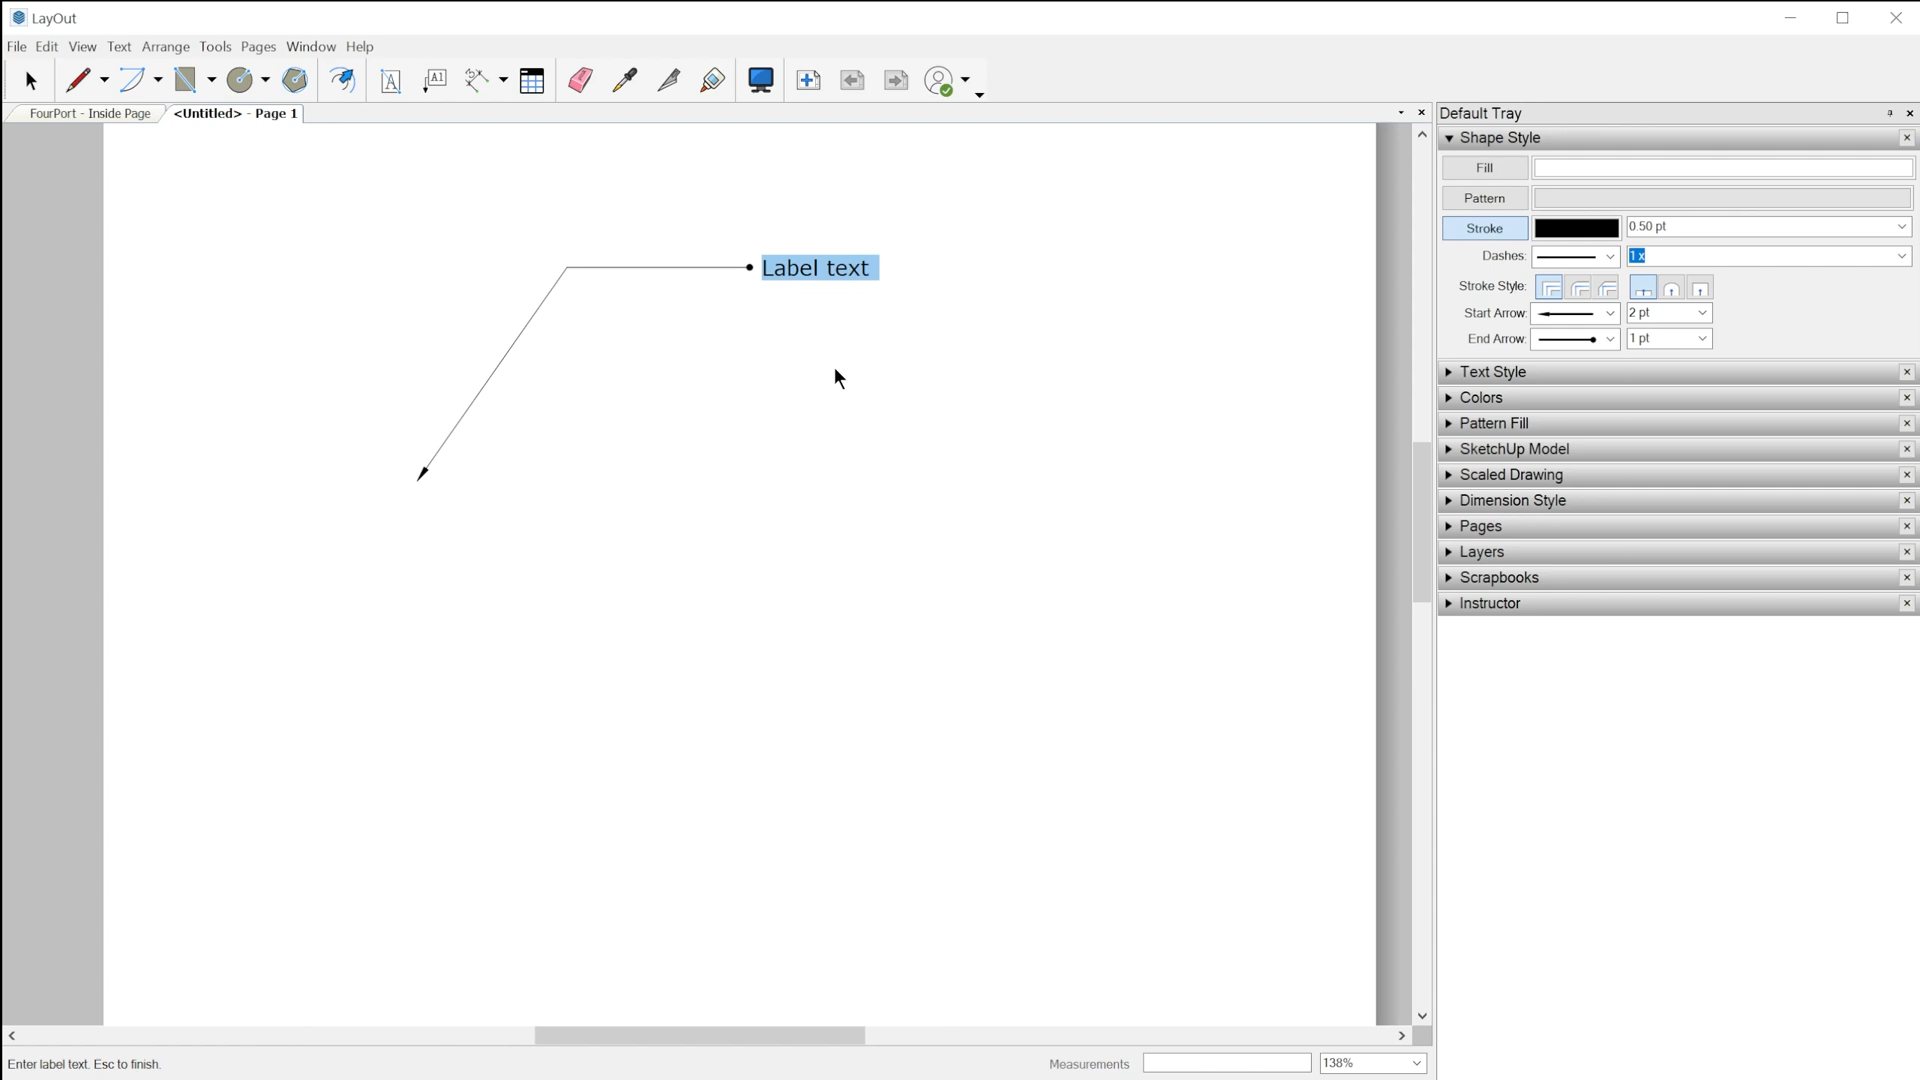 LayOut
File Edit View Text Arrange Tools Pages Window Help
A A1
FourPort - Inside Page <Untitled> - Page 1
Label text
Default Tray
Shape Style
Fill
Pattern
Stroke 0.50 pt
Dashes: 1 x
Stroke Style:
Start Arrow: 2 pt
End Arrow: 1 pt
Text Style
Colors
Pattern Fill
SketchUp Model
Scaled Drawing
Dimension Style
Pages
Layers
Scrapbooks
Instructor
Enter label text. Esc to finish. Measurements 138%